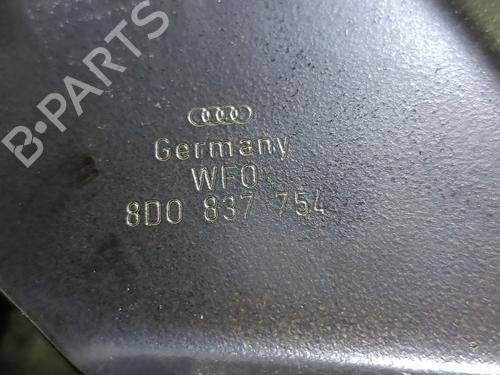 B-PARTS
Germany
WFO
8D0 837 754